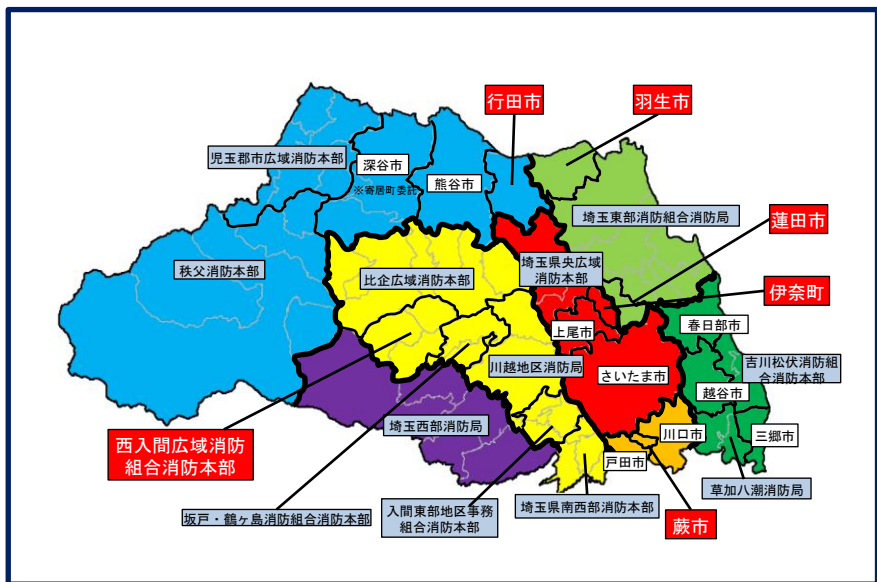 行田市
羽生市
児玉郡市広域消防本部
深谷市
熊谷市
※寄居町委託
埼玉東部消防組合消防局
蓮田市
秩父消防本部
比企広域消防本部
埼玉県央広域
消防本部
伊奈町
上尾市
春日部市
川越地区消防局
さいたま市
吉川松伏消防組
合消防本部
越谷市
埼玉西部消防局
西入間広域消防
組合消防本部
川口市
三郷市
戸田市
草加八潮消防局
坂戸・鶴ヶ島消防組合消防本部
入間東部地区事務
組合消防本部
埼玉県南西部消防本部
蕨市